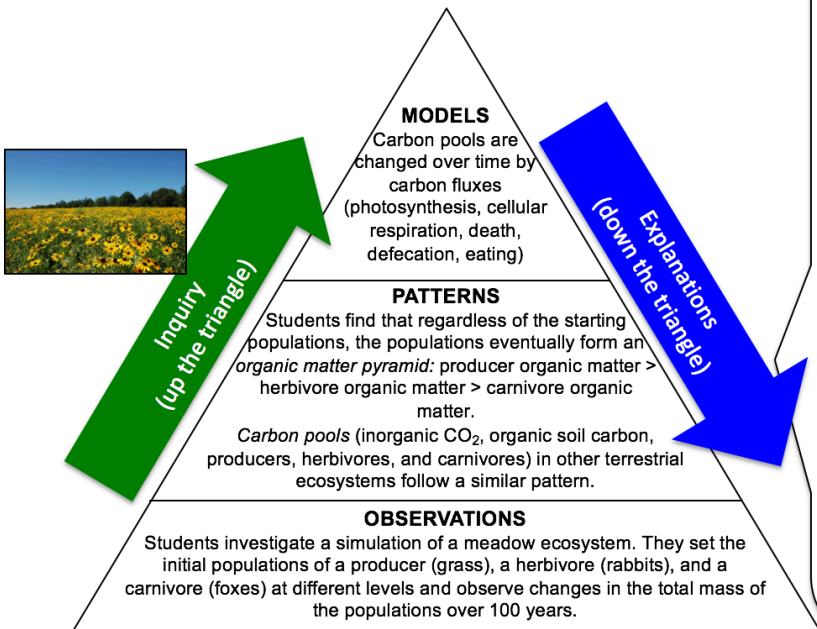 MODELS
Carbon pools are
changed over time by
carbon fluxes
(photosynthesis, cellular
respiration, death,
defecation, eating)
Inquiry
(up the triangle)
Explanations
(down the triangle)
PATTERNS
Students find that regardless of the starting
populations, the populations eventually form an
organic matter pyramid: producer organic matter >
herbivore organic matter > carnivore organic
matter.
Carbon pools (inorganic CO₂, organic soil carbon,
producers, herbivores, and carnivores) in other terrestrial
ecosystems follow a similar pattern.
OBSERVATIONS
Students investigate a simulation of a meadow ecosystem. They set the
initial populations of a producer (grass), a herbivore (rabbits), and a
carnivore (foxes) at different levels and observe changes in the total mass of
the populations over 100 years.